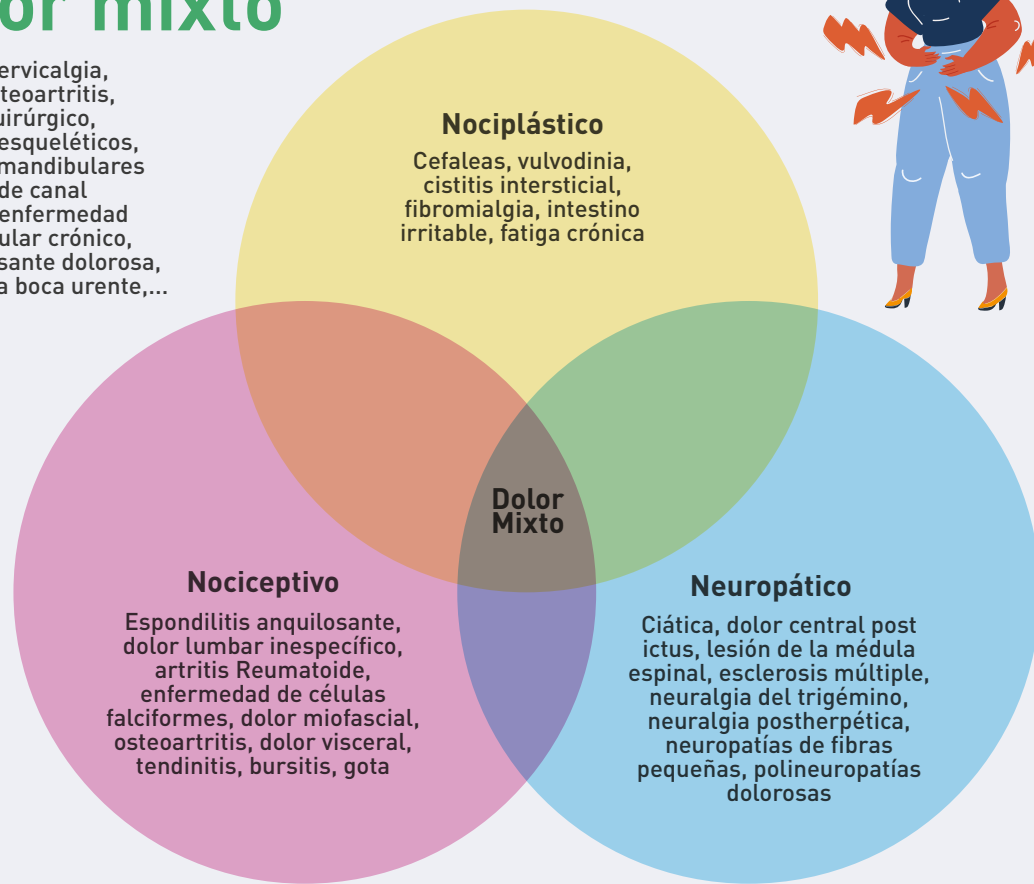 or mixto
ervicalgia,
teoartritis,
uirúrgico,
esqueléticos,
mandibulares
de canal
enfermedad
ular crónico,
sante dolorosa,
a boca urente,...
Nociplástico
Cefaleas, vulvodinia,
cistitis intersticial,
fibromialgia, intestino
irritable, fatiga crónica
Dolor
Mixto
Nociceptivo
Espondilitis anquilosante,
dolor lumbar inespecífico,
artritis Reumatoide,
enfermedad de células
falciformes, dolor miofascial,
osteoartritis, dolor visceral,
tendinitis, bursitis, gota
Neuropático
Ciática, dolor central post
ictus, lesión de la médula
espinal, esclerosis múltiple,
neuralgia del trigémino,
neuralgia postherpética,
neuropatías de fibras
pequeñas, polineuropatías
dolorosas